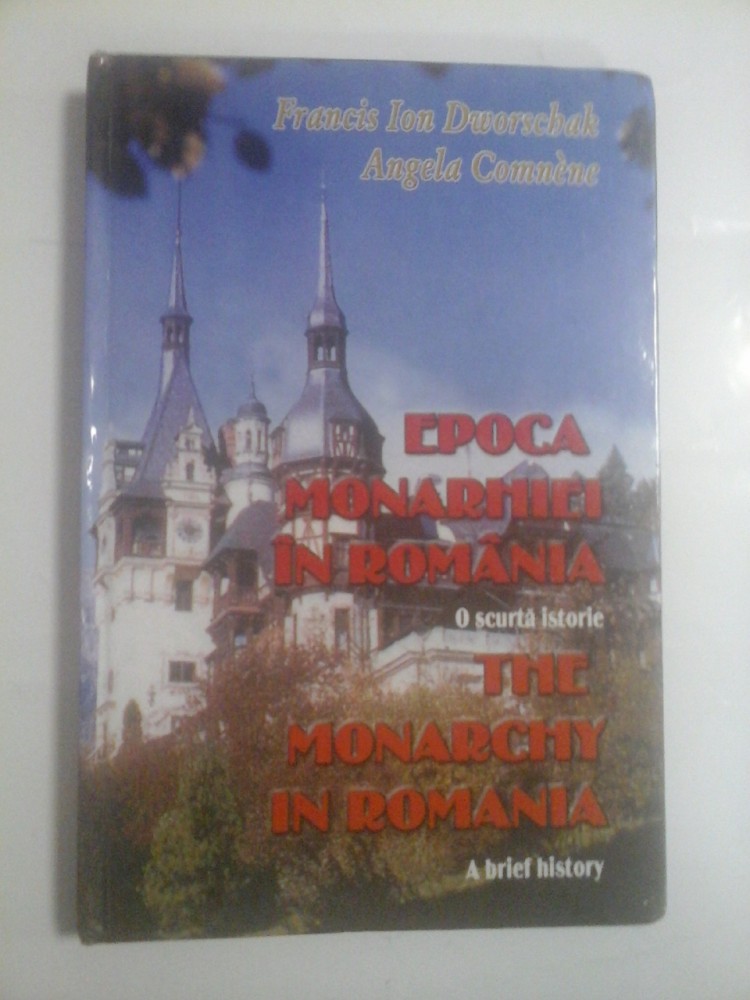 Francis Ion Dworschak
Angela Comnène
EPOCA
MONARHIEI
ÎN ROMÂNIA
O scurtă istorie
THE
MONARCHY
IN ROMANIA
A brief history